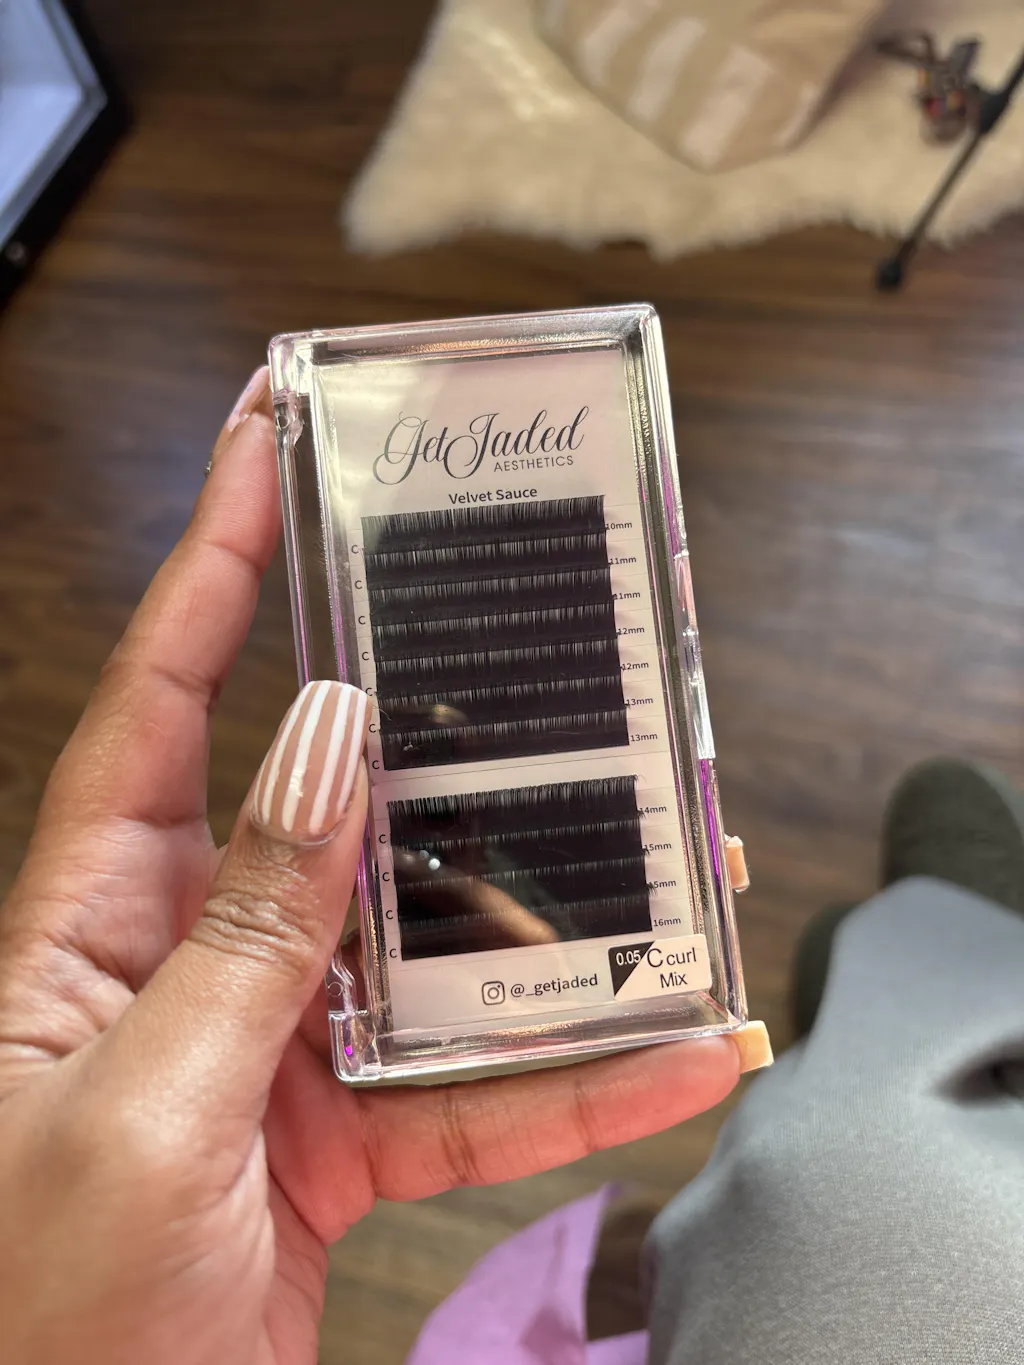 GetJaded
AESTHETICS
Velvet Sauce
10mm
C 11mm
C 11mm
C 12mm
C 12mm
C 13mm
C 13mm
C
14mm
C 15mm
C 15mm
C 16mm
C
@_getjaded
0.05 C curl
Mix